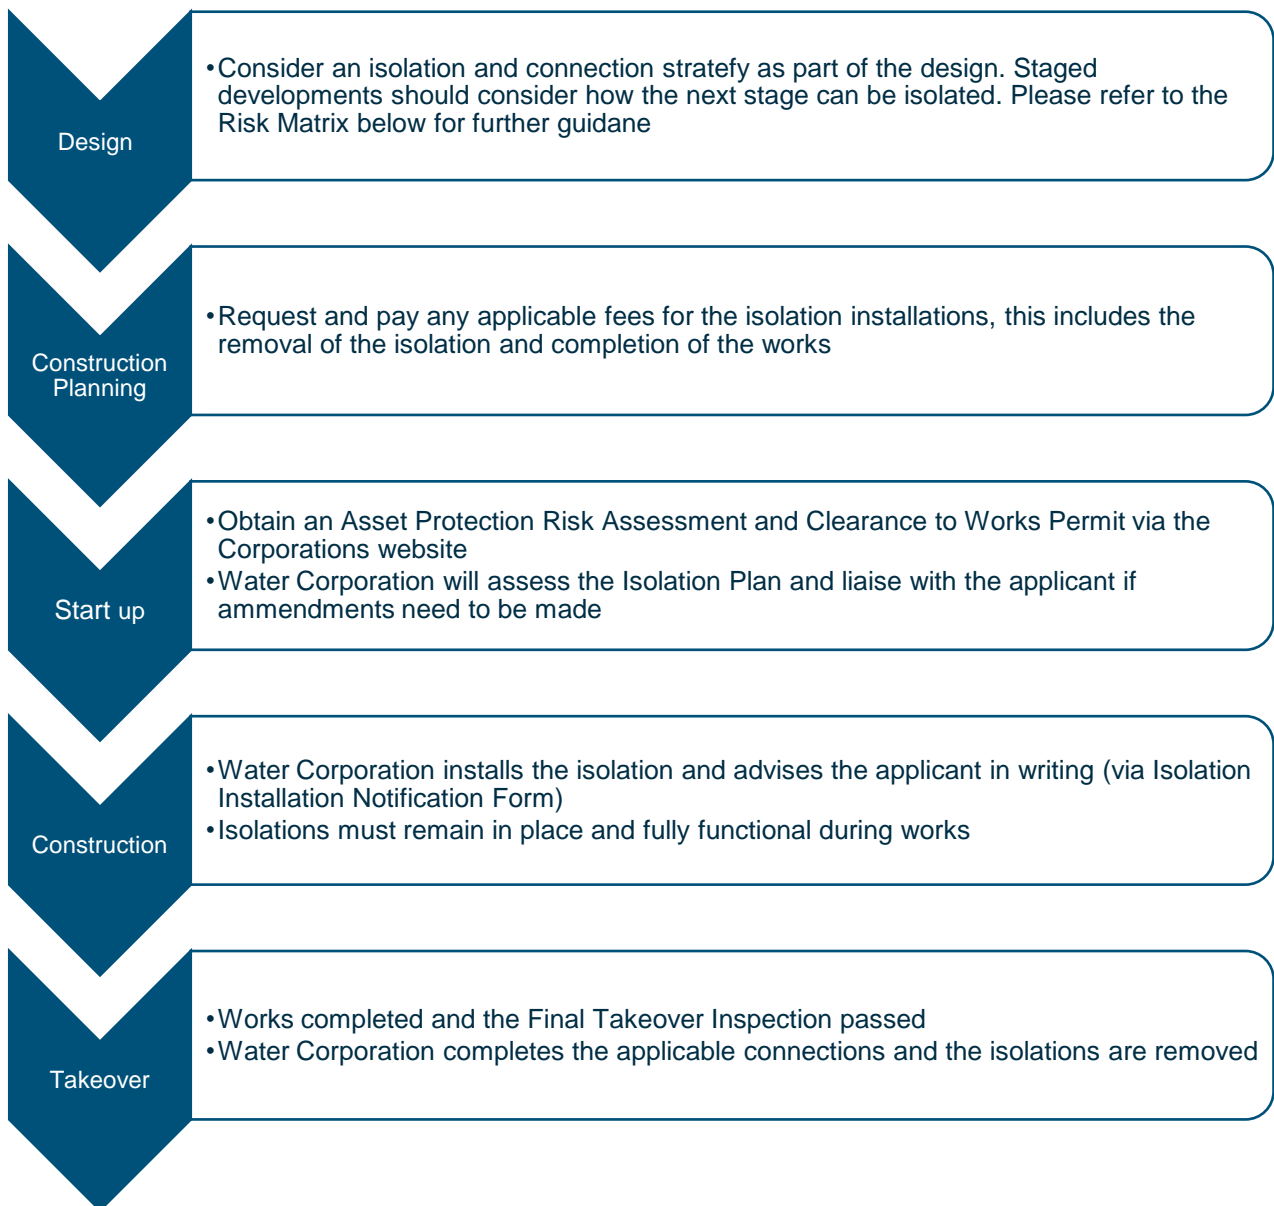 Design
•Consider an isolation and connection stratefy as part of the design. Staged
developments should consider how the next stage can be isolated. Please refer to the
Risk Matrix below for further guidane
Construction
Planning
•Request and pay any applicable fees for the isolation installations, this includes the
removal of the isolation and completion of the works
Start up
•Obtain an Asset Protection Risk Assessment and Clearance to Works Permit via the
Corporations website
•Water Corporation will assess the Isolation Plan and liaise with the applicant if
ammendments need to be made
Construction
•Water Corporation installs the isolation and advises the applicant in writing (via Isolation
Installation Notification Form)
•Isolations must remain in place and fully functional during works
Takeover
•Works completed and the Final Takeover Inspection passed
•Water Corporation completes the applicable connections and the isolations are removed